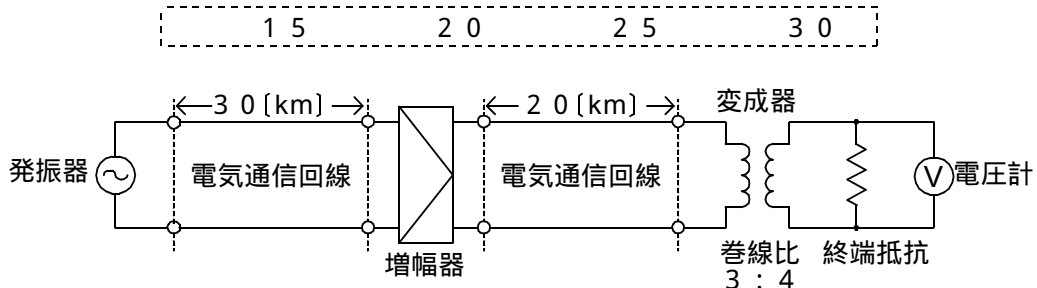 15 20 25 30
30〔km〕 20〔km〕 変成器
発振器 電気通信回線 電気通信回線 V 電圧計
増幅器 巻線比 終端抵抗
3:4